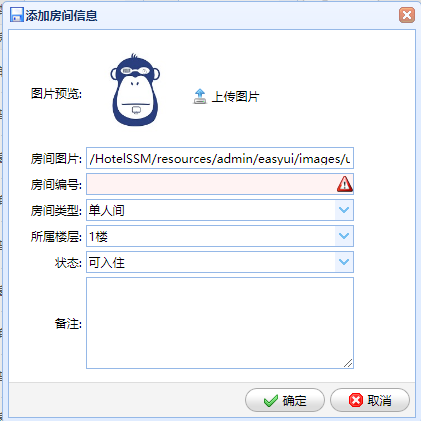 添加房间信息
图片预览:
上传图片
房间图片: /HotelSSM/resources/admin/easyui/images/u
房间编号:
房间类型: 单人间
所属楼层: 1楼
状态: 可入住
备注:
确定 取消